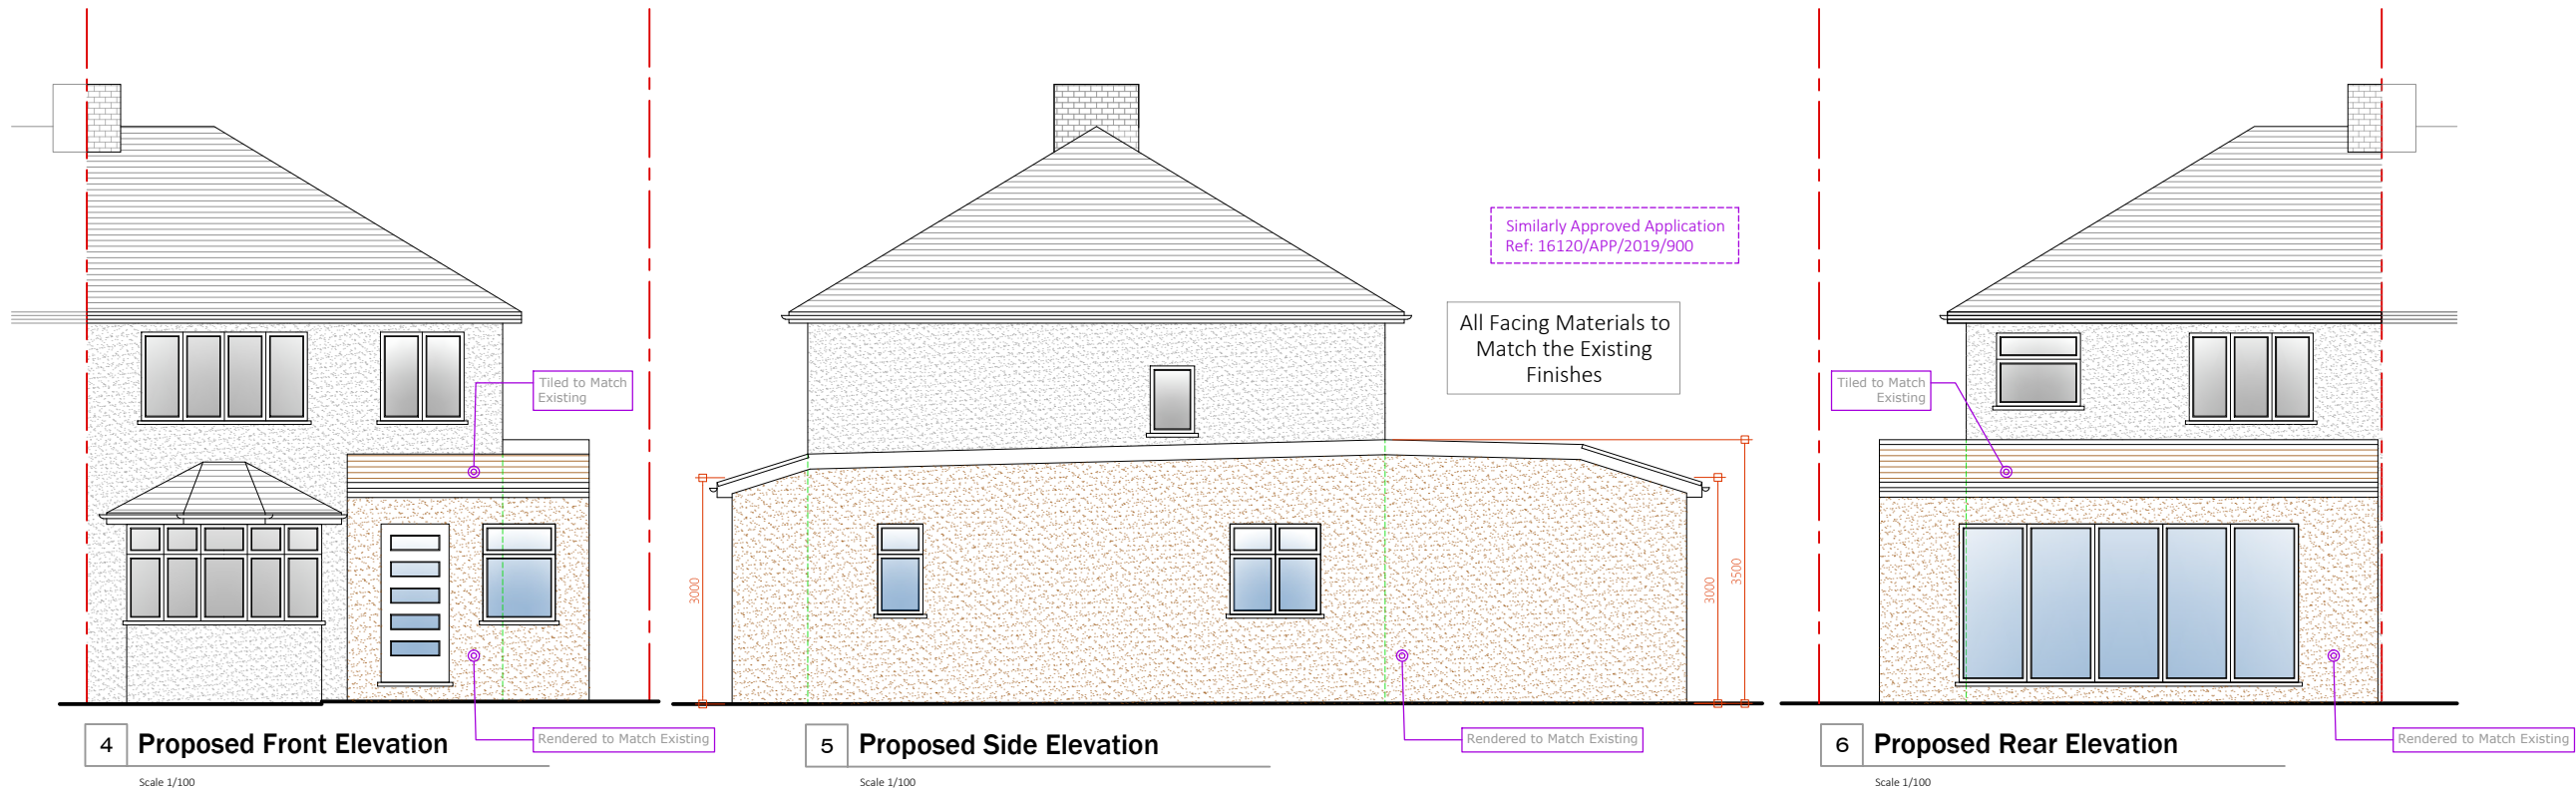 Similarly Approved Application
Ref: 16120/APP/2019/900
All Facing Materials to
Match the Existing
Finishes
Tiled to Match
Existing
Tiled to Match
Existing
3000
3000
3500
4 Proposed Front Elevation
Scale 1/100
Rendered to Match Existing
5 Proposed Side Elevation
Scale 1/100
Rendered to Match Existing
6 Proposed Rear Elevation
Scale 1/100
Rendered to Match Existing